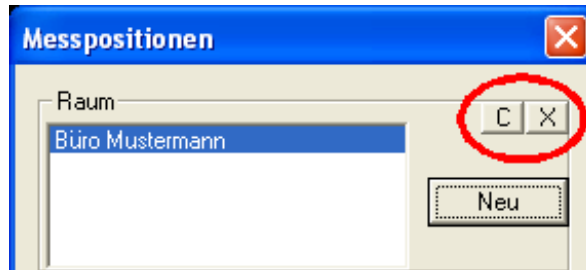 Messpositionen
Raum
C X
Büro Mustermann
Neu